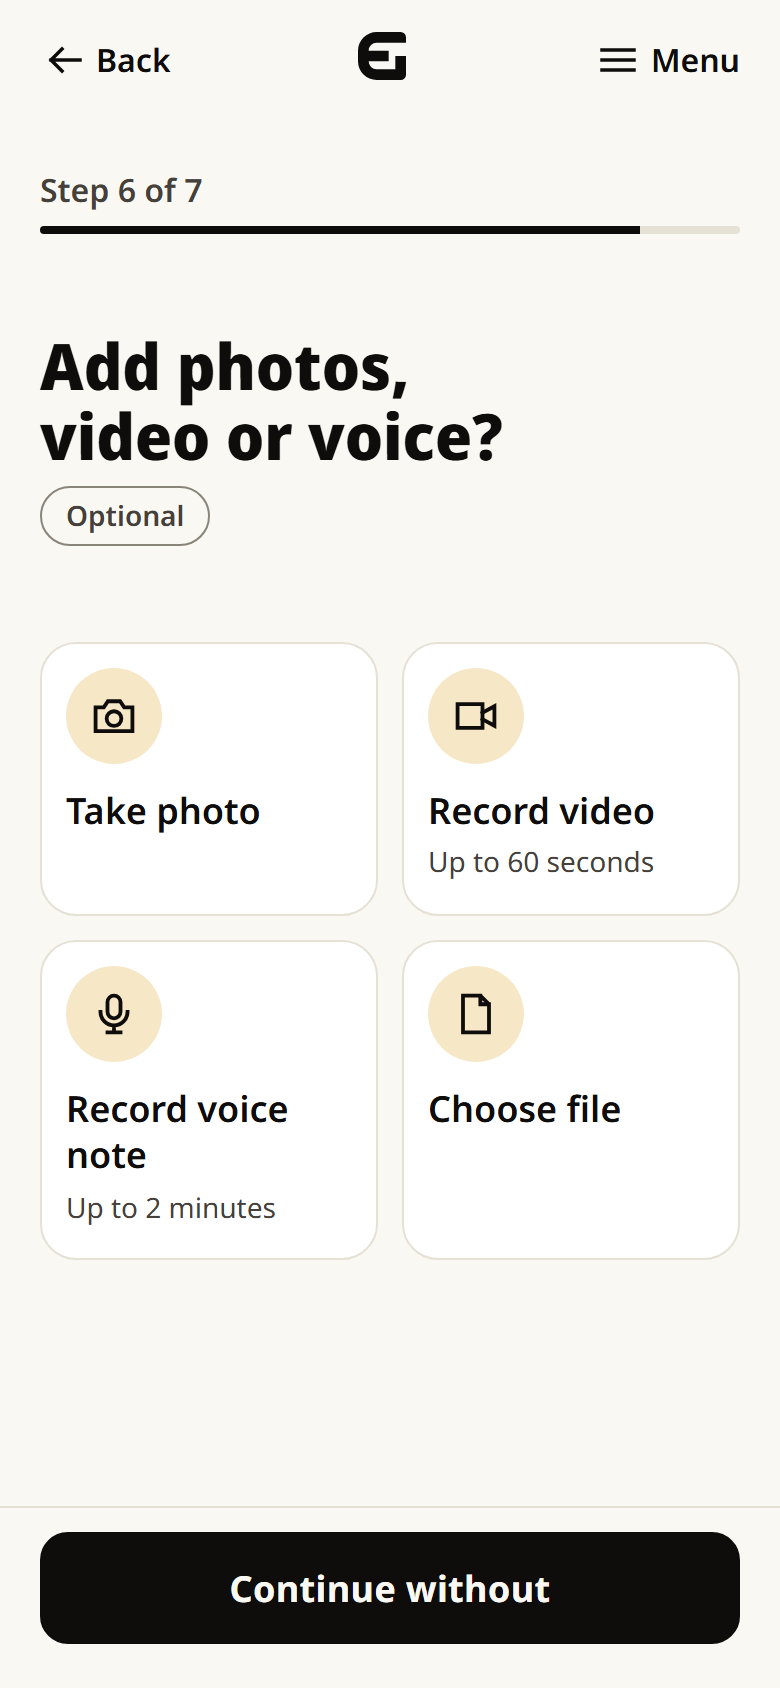 Back
Menu
Step 6 of 7
Add photos,
video or voice?
Optional
Take photo
Record video
Up to 60 seconds
Record voice
note
Up to 2 minutes
Choose file
Continue without